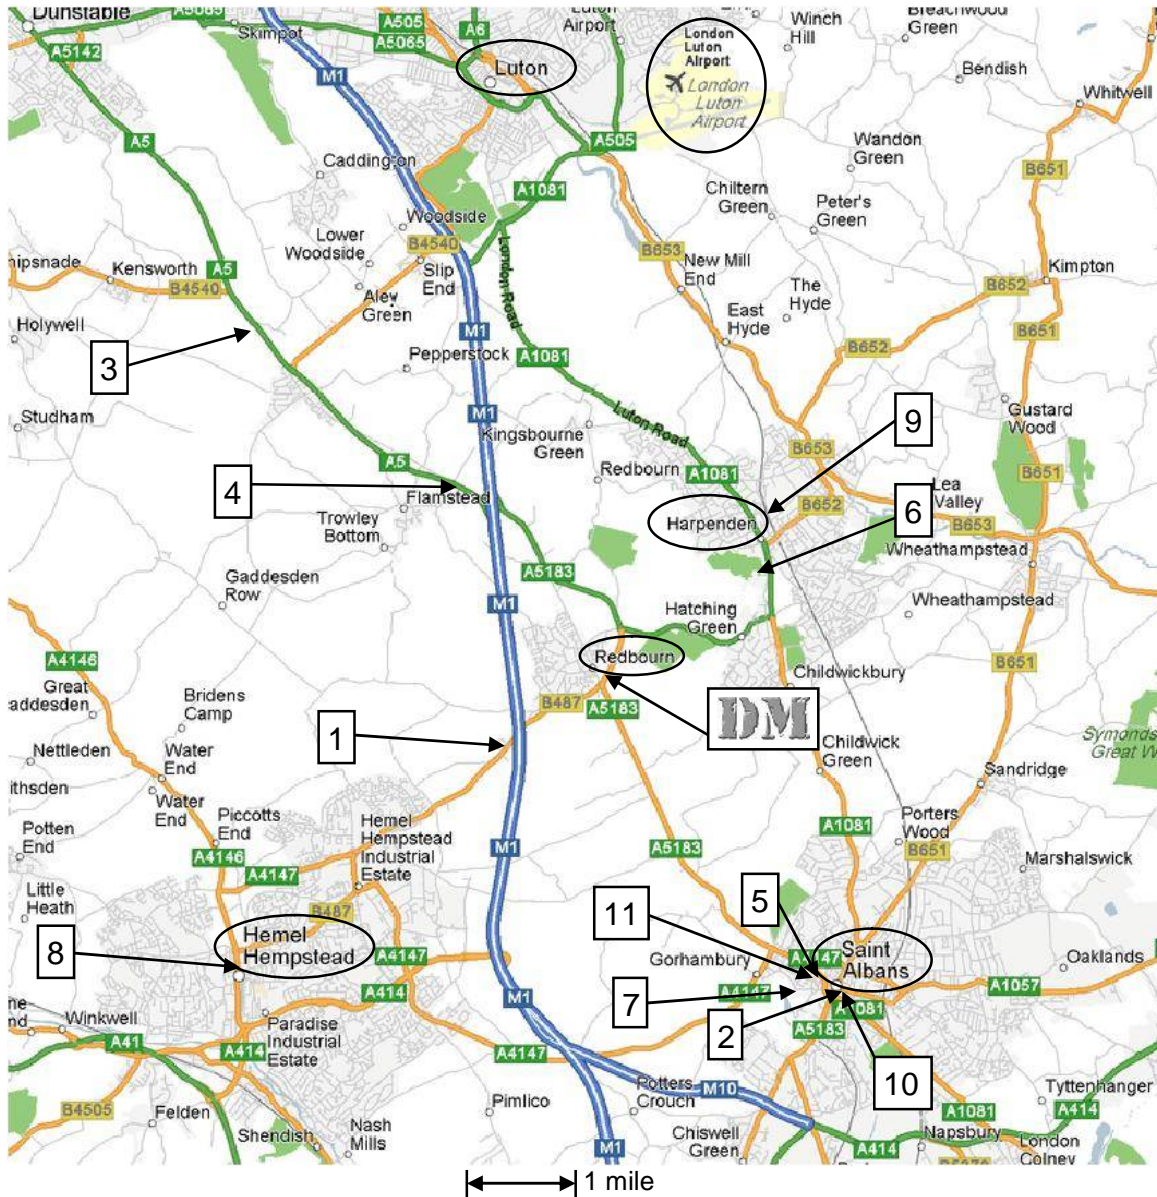 Dunstable
Skimpot
A5065
A505
A5065
A6
Luton
Airport
Winch
Hill
Breachwood
Green
A5142
M1
Luton
London
Luton
Airport
London
Luton
Airport
Bendish
Whitwell
A5
A505
Caddington
A1081
Wandon
Green
B651
Chiltern
Green
Peter's
Green
Woodside
Lower
Woodside
B4540
Slip
End
London Road
B653
New Mill
End
Kimpton
Kensworth
A5
B4540
Aley
Green
The
Hyde
B652
East
Hyde
Holywell
3
M1
Pepperstock
A1081
B652
B651
Studham
M1
Luton Road
Gustard
Wood
Kingsbourne
Green
9
B653
A5
Redbourn
A1081
B651
4
Flamstead
Lea
Valley
B652
Trowley
Bottom
Harpenden
6
B653
Wheathampstead
Gaddesden
Row
A5183
M1
Hatching
Green
Wheathampstead
A4146
Great
addesden
Redbourn
B651
Bridens
Camp
B487
A5183
Childwickbury
DM
1
Nettleden
Water
End
Childwick
Green
Symonds
Great W
ithsden
Water
End
Sandridge
Potten
End
Piccotts
End
Hemel
Hempstead
Industrial
Estate
Porters
Wood
A1081
M1
A5183
B651
A4146
A4147
Marshalswick
Little
Heath
B487
5
11
8
Hemel
Hempstead
A4147
Saint
Albans
A4147
Gorhambury
Oaklands
A414
M1
7
A4147
A1057
2
A1081
A5183
Winkwell
Paradise
Industrial
Estate
A41
A414
A4147
10
Potters
Crouch
M10
Tyttenhanger
B4505
Felden
Pimlico
A1081
A414
Shendish
Nash
Mills
M1
Chiswell
Green
A414
Napsbury
London
Colney
1 mile